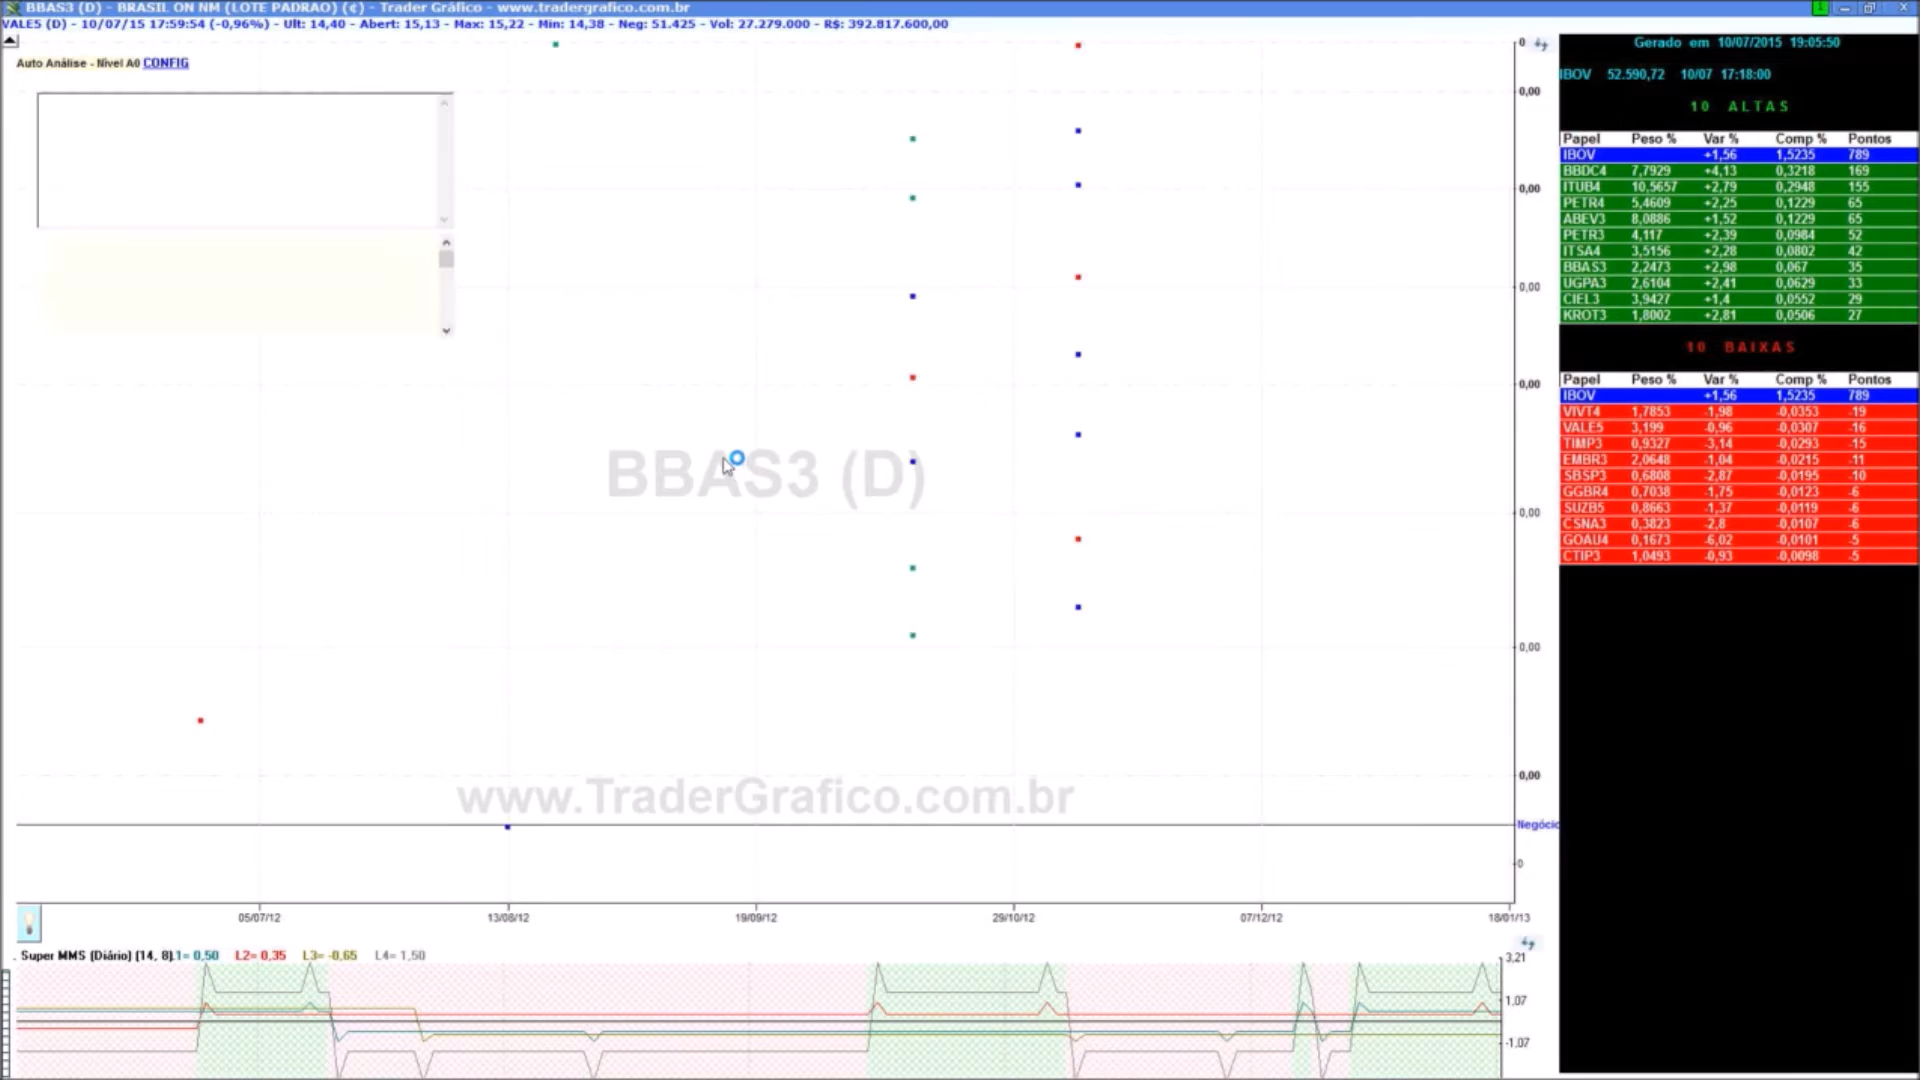 BBAS3 (D) - BRASIL ON NM (LOTE PADRAO) (¢) - Trader Gráfico - www.tradergrafico.com.br
VALE5 (D) - 10/07/15 17:59:54 (-0,96%) - Ult: 14,40 - Abert: 15,13 - Max: 15,22 - Min: 14,38 - Neg: 51.425 - Vol: 27.279.000 - R$: 392.817.600,00
Auto Análise - Nível A0 CONFIG
BBAS3 (D)
www.TraderGrafico.com.br
0
0,00
0,00
0,00
0,00
0,00
0,00
0,00
Negócio
0
05/07/12 13/08/12 19/09/12 29/10/12 07/12/12 18/01/13
. Super MMS (Diário) [14, 8] 1= 0,50 L2= 0,35 L3= -0,65 L4= 1,50
3,21
1,07
-1,07
Gerado em 10/07/2015 19:05:50
IBOV 52.590,72 10/07 17:18:00
10 ALTAS
Papel Peso % Var % Comp % Pontos
IBOV +1,56 1,5235 789
BBDC4 7,7929 +4,13 0,3218 169
ITUB4 10,5657 +2,79 0,2948 155
PETR4 5,4609 +2,25 0,1229 65
ABEV3 8,0886 +1,52 0,1229 65
PETR3 4,117 +2,39 0,0984 52
ITSA4 3,5156 +2,28 0,0802 42
BBAS3 2,2473 +2,98 0,067 35
UGPA3 2,6104 +2,41 0,0629 33
CIEL3 3,9427 +1,4 0,0552 29
KROT3 1,8002 +2,81 0,0506 27
10 BAIXAS
Papel Peso % Var % Comp % Pontos
IBOV +1,56 1,5235 789
VIVT4 1,7853 -1,98 -0,0353 -19
VALE5 3,199 -0,96 -0,0307 -16
TIMP3 0,9327 -3,14 -0,0293 -15
EMBR3 2,0648 -1,04 -0,0215 -11
SBSP3 0,6808 -2,87 -0,0195 -10
GGBR4 0,7038 -1,75 -0,0123 -6
SUZB5 0,8663 -1,37 -0,0119 -6
CSNA3 0,3823 -2,8 -0,0107 -6
GOAU4 0,1673 -6,02 -0,0101 -5
CTIP3 1,0493 -0,93 -0,0098 -5